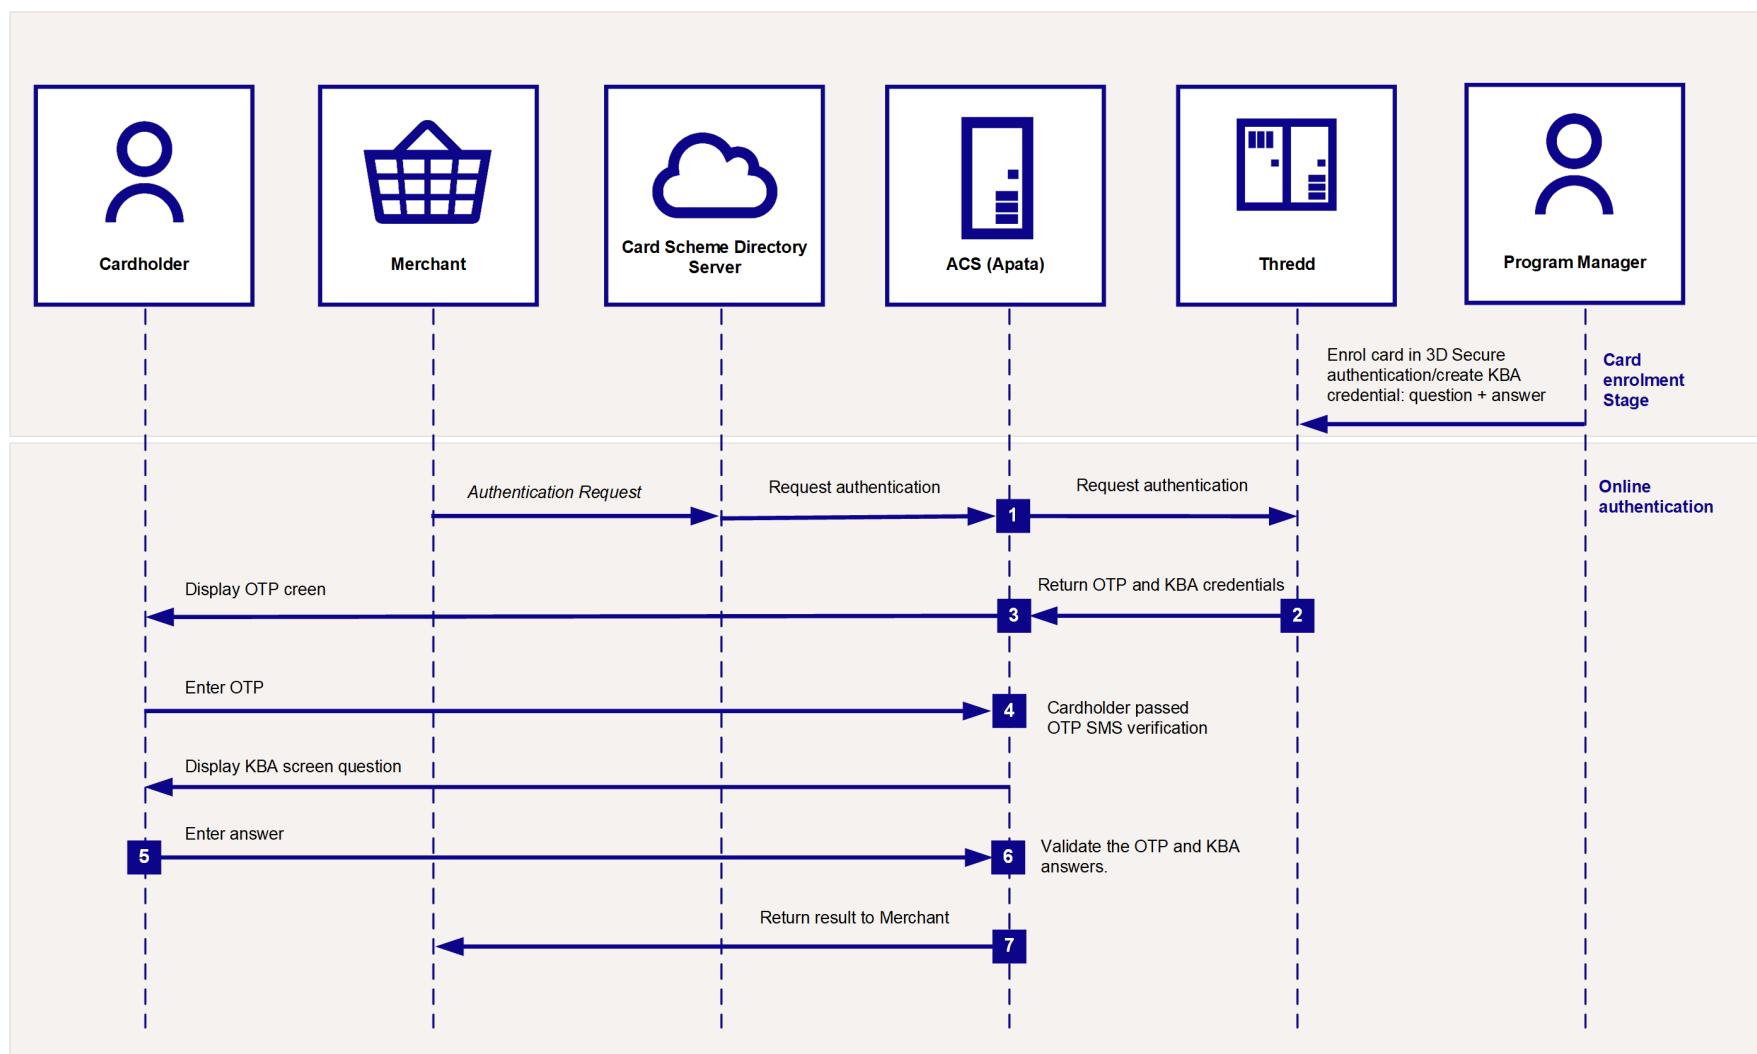 Cardholder
Merchant
Card Scheme Directory
Server
ACS (Apata)
Thredd
Program Manager
Enrol card in 3D Secure
authentication/create KBA
credential: question + answer
Card
enrolment
Stage
Authentication Request
Request authentication
1
Request authentication
Online
authentication
Display OTP creen
3
Return OTP and KBA credentials
2
Enter OTP
4
Cardholder passed
OTP SMS verification
Display KBA screen question
5
Enter answer
6
Validate the OTP and KBA
answers.
Return result to Merchant
7